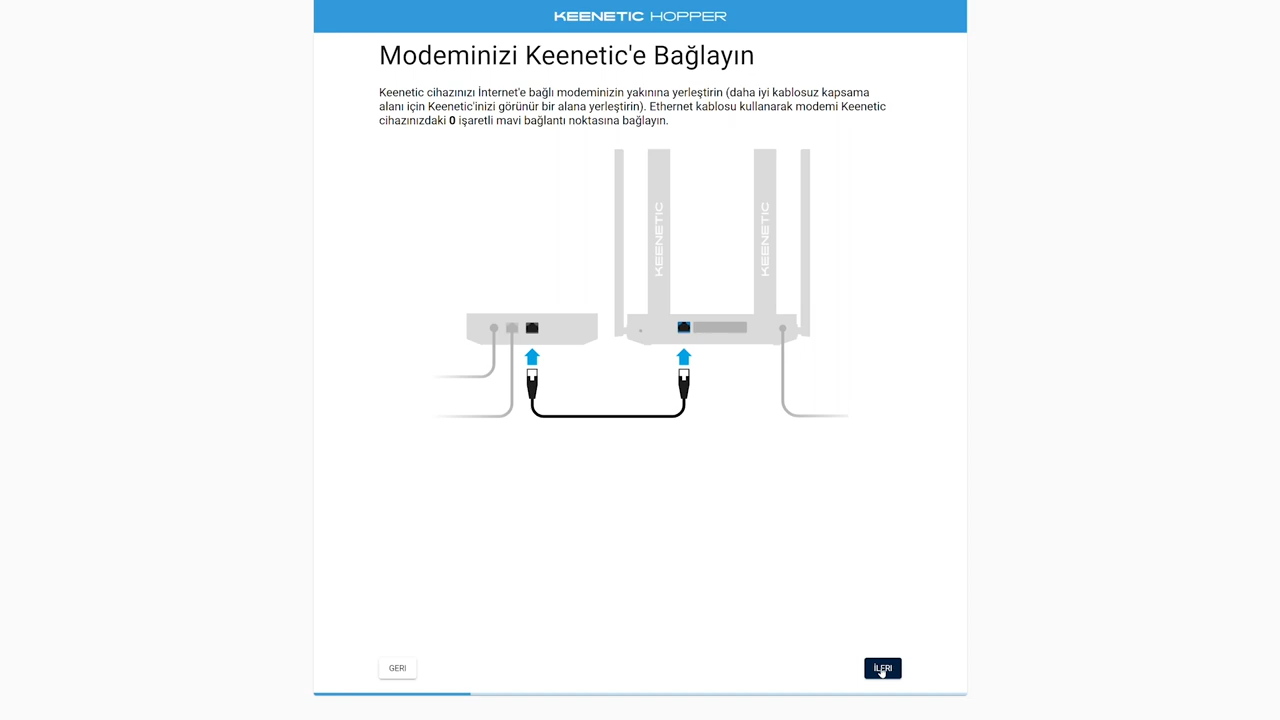 KEENETIC HOPPER
Modeminizi Keenetic'e Bağlayın
Keenetic cihazınızı İnternet'e bağlı modeminizin yakınına yerleştirin (daha iyi kablosuz kapsama
alanı için Keenetic'inizi görünür bir alana yerleştirin). Ethernet kablosu kullanarak modemi Keenetic
cihazınızdaki 0 işaretli mavi bağlantı noktasına bağlayın.
KEENETIC
KEENETIC
GERI
İLERI